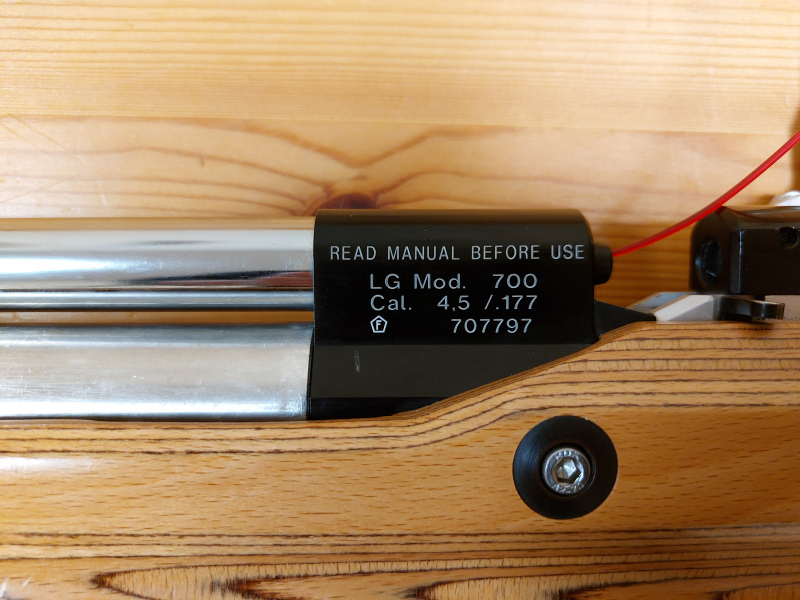 READ MANUAL BEFORE USE
LG Mod. 700
Cal. 4,5 /.177
F 707797